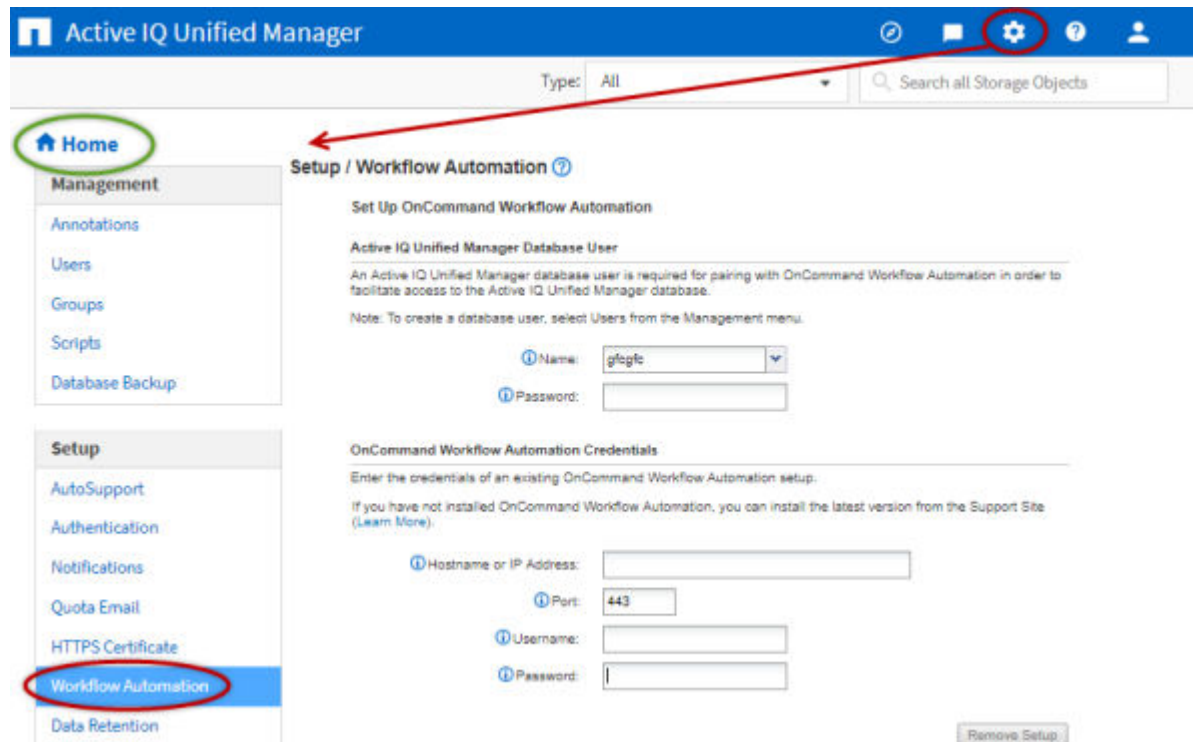 Active IQ Unified Manager
Type: All Search all Storage Objects
Home
Management
Annotations
Users
Groups
Scripts
Database Backup
Setup
AutoSupport
Authentication
Notifications
Quota Email
HTTPS Certificate
Workflow Automation
Data Retention
Setup / Workflow Automation ?
Set Up OnCommand Workflow Automation
Active IQ Unified Manager Database User
An Active IQ Unified Manager database user is required for pairing with OnCommand Workflow Automation in order to
facilitate access to the Active IQ Unified Manager database.
Note: To create a database user, select Users from the Management menu.
Name: gfegfe
Password:
OnCommand Workflow Automation Credentials
Enter the credentials of an existing OnCommand Workflow Automation setup.
If you have not installed OnCommand Workflow Automation, you can install the latest version from the Support Site
(Learn More).
Hostname or IP Address:
Port: 443
Username:
Password:
Remove Setup